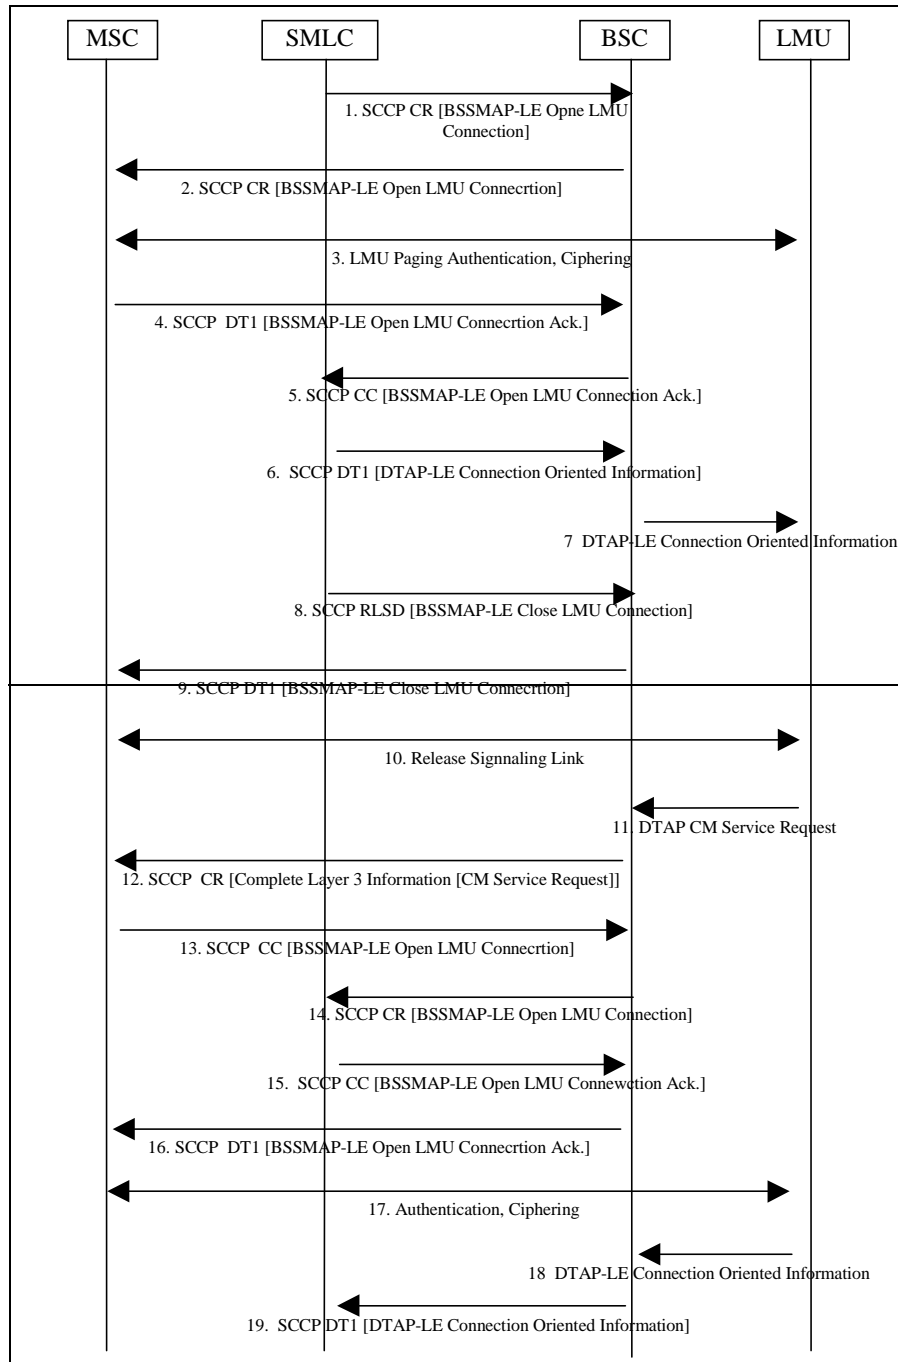 MSC SMLC BSC LMU
1. SCCP CR [BSSMAP-LE Opne LMU
Connection]
2. SCCP CR [BSSMAP-LE Open LMU Connecrtion]
3. LMU Paging Authentication, Ciphering
4. SCCP DT1 [BSSMAP-LE Open LMU Connecrtion Ack.]
5. SCCP CC [BSSMAP-LE Open LMU Connection Ack.]
6. SCCP DT1 [DTAP-LE Connection Oriented Information]
7 DTAP-LE Connection Oriented Information
8. SCCP RLSD [BSSMAP-LE Close LMU Connection]
9. SCCP DT1 [BSSMAP-LE Close LMU Connecrtion]
10. Release Signnaling Link
11. DTAP CM Service Request
12. SCCP CR [Complete Layer 3 Information [CM Service Request]]
13. SCCP CC [BSSMAP-LE Open LMU Connecrtion]
14. SCCP CR [BSSMAP-LE Open LMU Connection]
15. SCCP CC [BSSMAP-LE Open LMU Connewction Ack.]
16. SCCP DT1 [BSSMAP-LE Open LMU Connecrtion Ack.]
17. Authentication, Ciphering
18 DTAP-LE Connection Oriented Information
19. SCCP DT1 [DTAP-LE Connection Oriented Information]